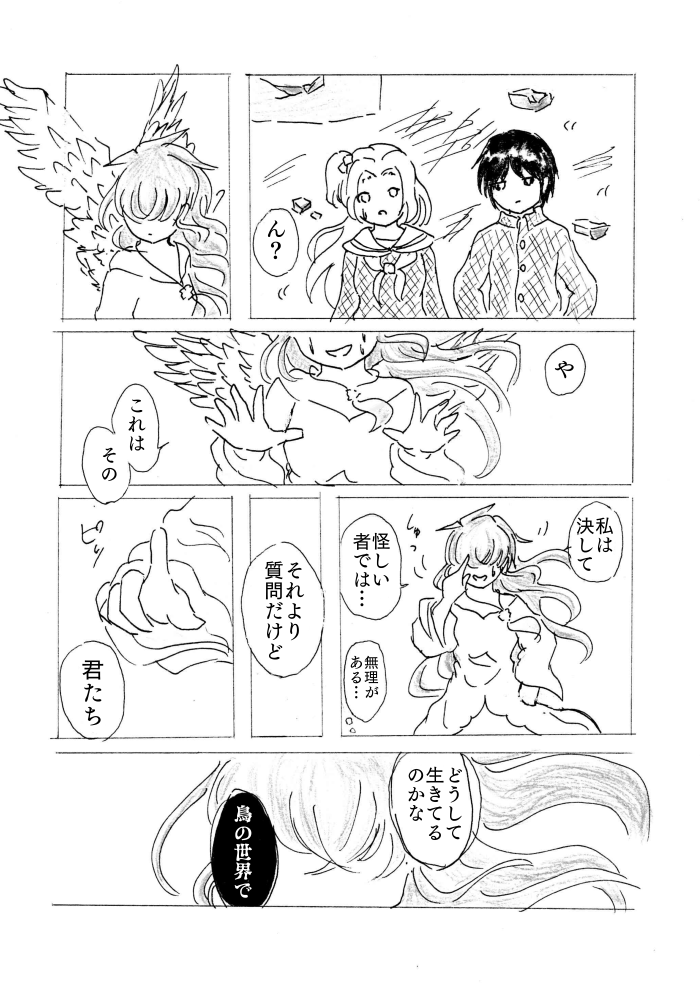 ん？
や
これは
その
私は
決して
しゅっ
怪しい
者では…
無理が
ある…
それより
質問だけど
ピッ
君たち
どうして
生きてる
のかな
鳥の世界で